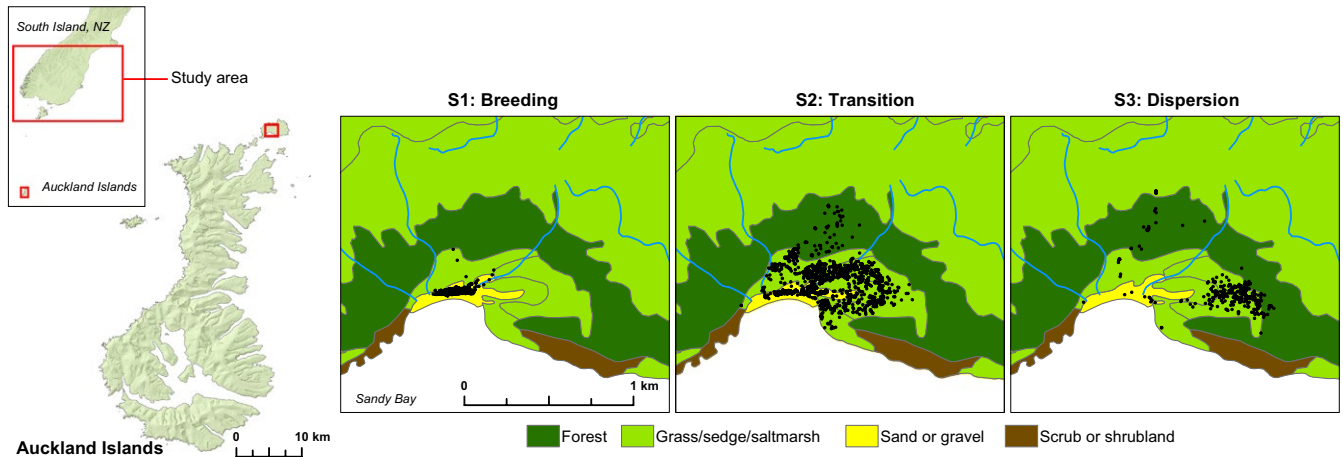 South Island, NZ
Study area
Auckland Islands
S1: Breeding
S2: Transition
S3: Dispersion
0 1 km
Sandy Bay
Auckland Islands
0 10 km
Forest
Grass/sedge/saltmarsh
Sand or gravel
Scrub or shrubland